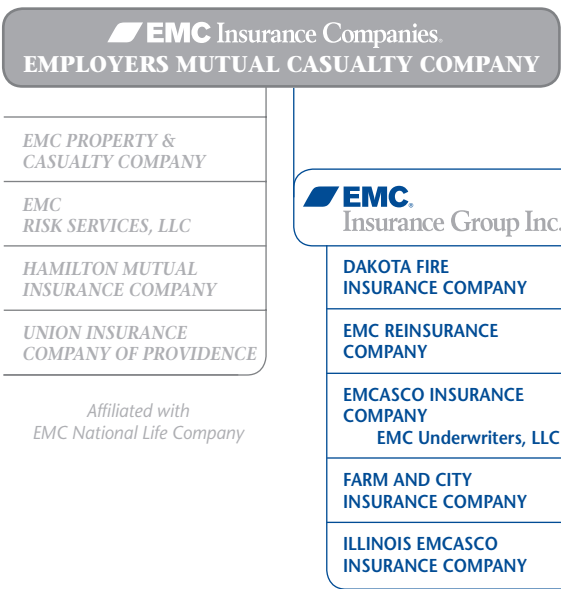 EMC Insurance Companies®
EMPLOYERS MUTUAL CASUALTY COMPANY
EMC PROPERTY &
CASUALTY COMPANY
EMC
RISK SERVICES, LLC
HAMILTON MUTUAL
INSURANCE COMPANY
UNION INSURANCE
COMPANY OF PROVIDENCE
Affiliated with
EMC National Life Company
EMC®
Insurance Group Inc.
DAKOTA FIRE
INSURANCE COMPANY
EMC REINSURANCE
COMPANY
EMCASCO INSURANCE
COMPANY
EMC Underwriters, LLC
FARM AND CITY
INSURANCE COMPANY
ILLINOIS EMCASCO
INSURANCE COMPANY